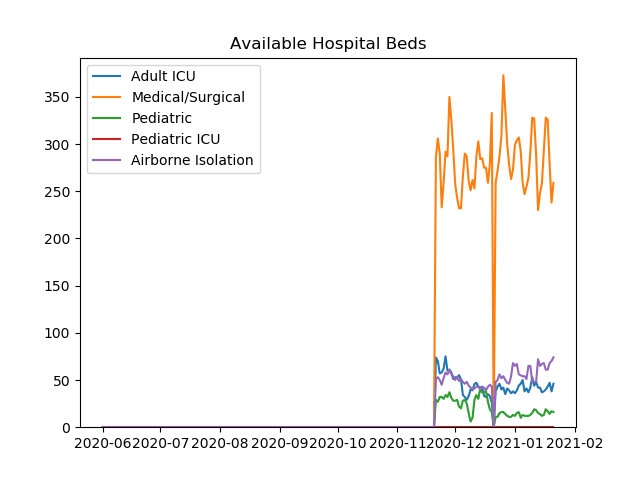 Available Hospital Beds
Adult ICU
Medical/Surgical
Pediatric
Pediatric ICU
Airborne Isolation
350
300
250
200
150
100
50
0
2020-06 2020-07 2020-08 2020-09 2020-10 2020-11 2020-12 2021-01 2021-02